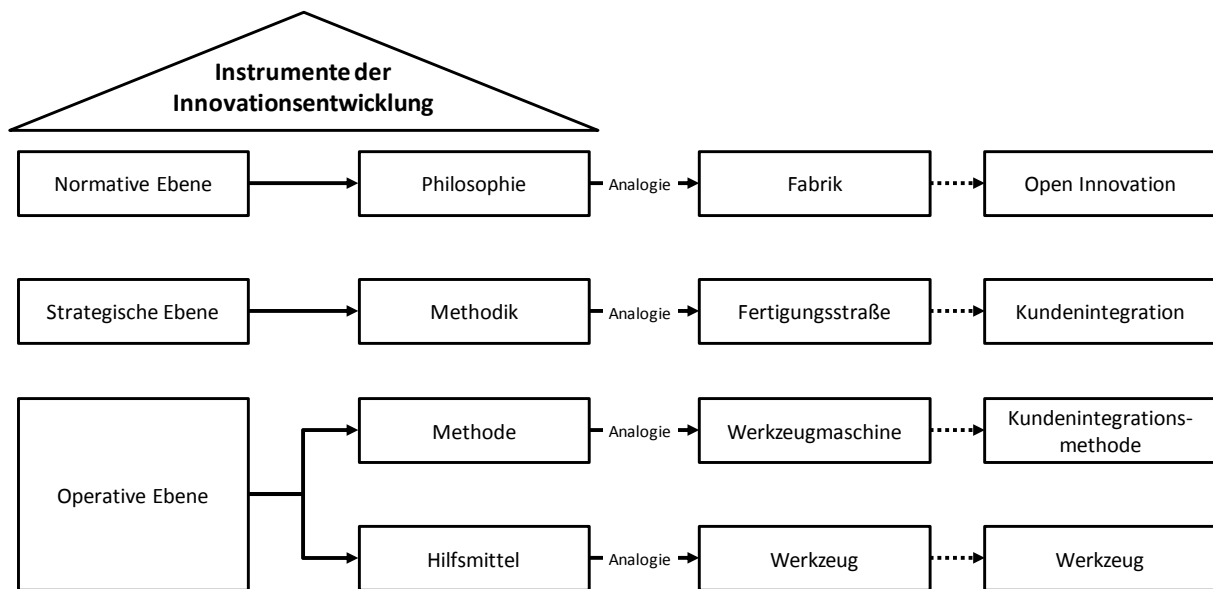 Instrumente der
Innovationsentwicklung
Normative Ebene
Philosophie
Analogie
Fabrik
Open Innovation
Strategische Ebene
Methodik
Analogie
Fertigungsstraße
Kundenintegration
Operative Ebene
Methode
Analogie
Werkzeugmaschine
Kundenintegrations-
methode
Hilfsmittel
Analogie
Werkzeug
Werkzeug